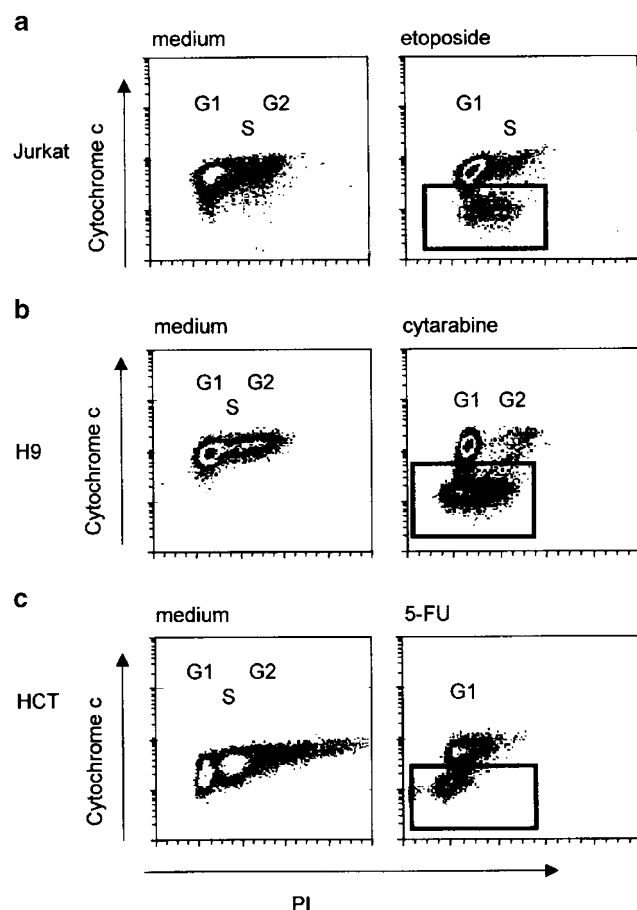 a
medium
etoposide
G1 G2
S
G1
S
Jurkat
Cytochrome c
b
medium
cytarabine
G1 G2
S
G1 G2
H9
Cytochrome c
c
medium
5-FU
G1 G2
S
G1
HCT
Cytochrome c
PI